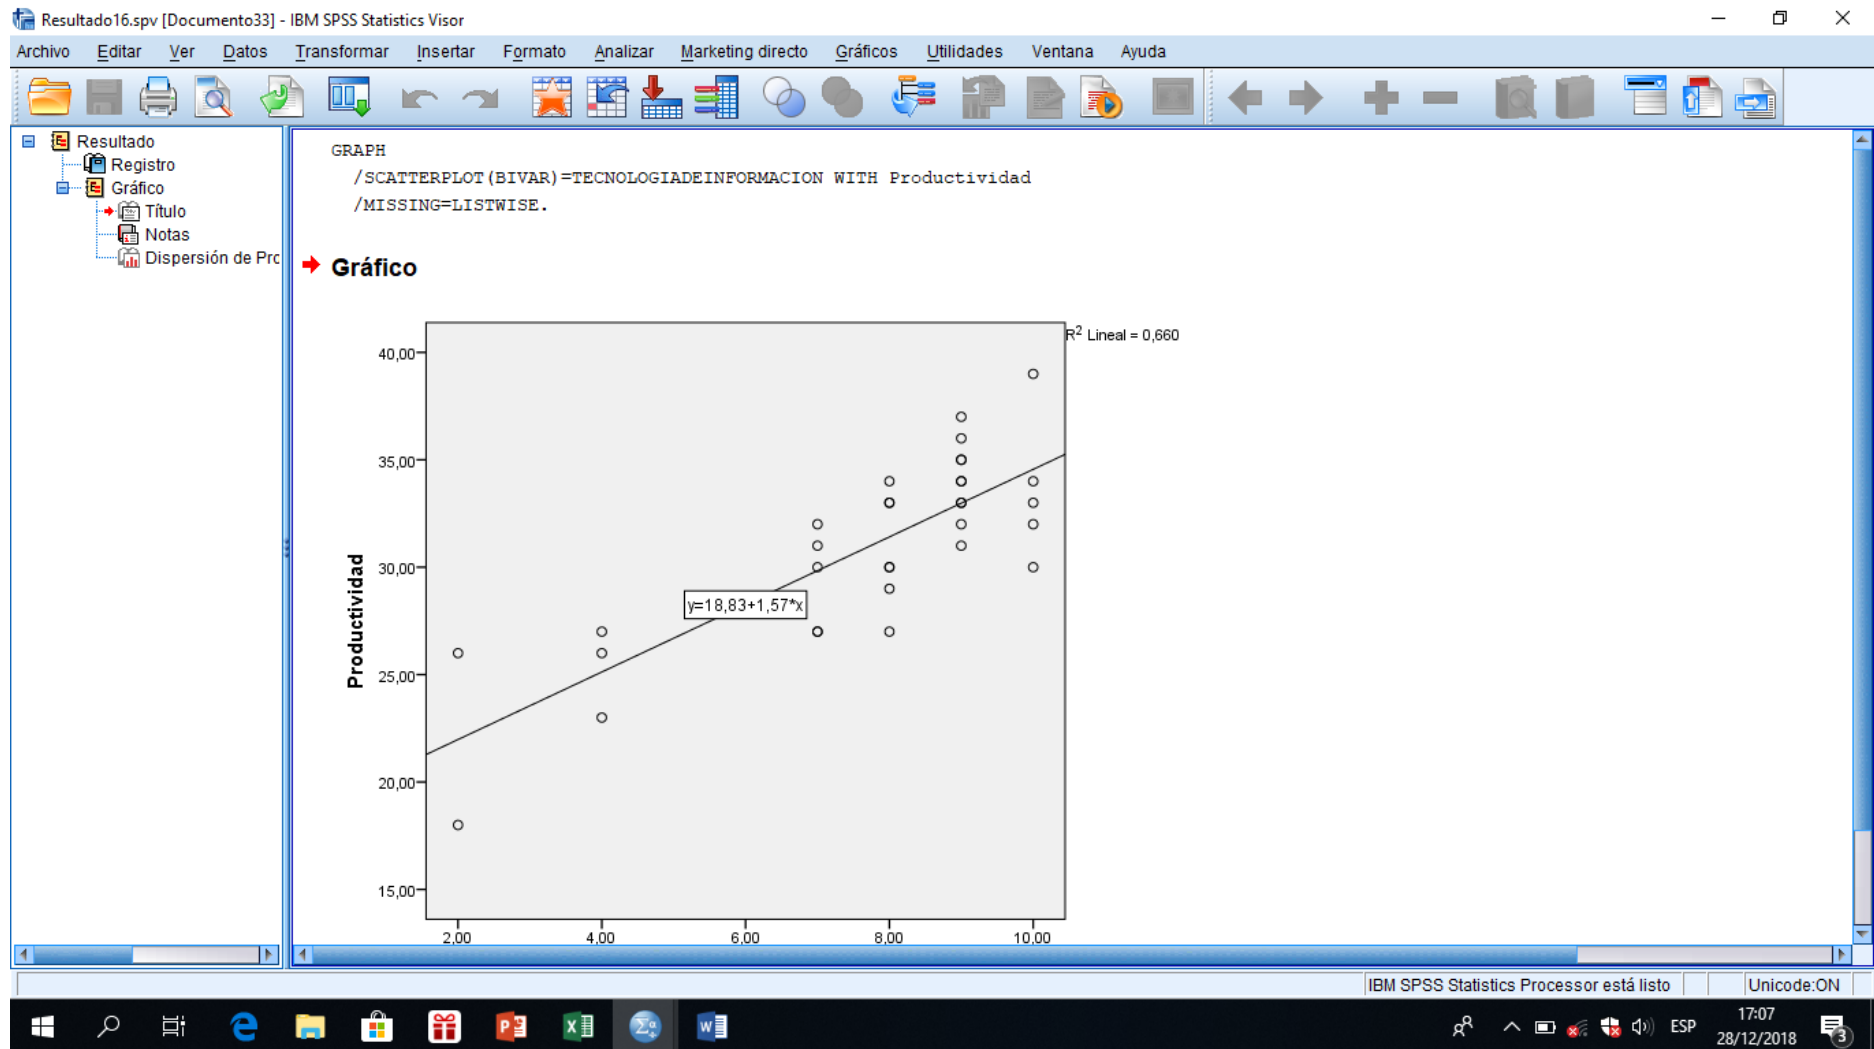 Resultado16.spv [Documento33] - IBM SPSS Statistics Visor
Archivo Editar Ver Datos Transformar Insertar Formato Analizar Marketing directo Gráficos Utilidades Ventana Ayuda
Resultado
Registro
Gráfico
Título
Notas
Dispersión de Prc
GRAPH
/SCATTERPLOT(BIVAR)=TECNOLOGIADEINFORMACION WITH Productividad
/MISSING=LISTWISE.
Gráfico
R2 Lineal = 0,660
40,00
35,00
30,00
25,00
20,00
15,00
Productividad
y=18,83+1,57*x
2,00 4,00 6,00 8,00 10,00
IBM SPSS Statistics Processor está listo Unicode:ON
ESP
17:07
28/12/2018
3